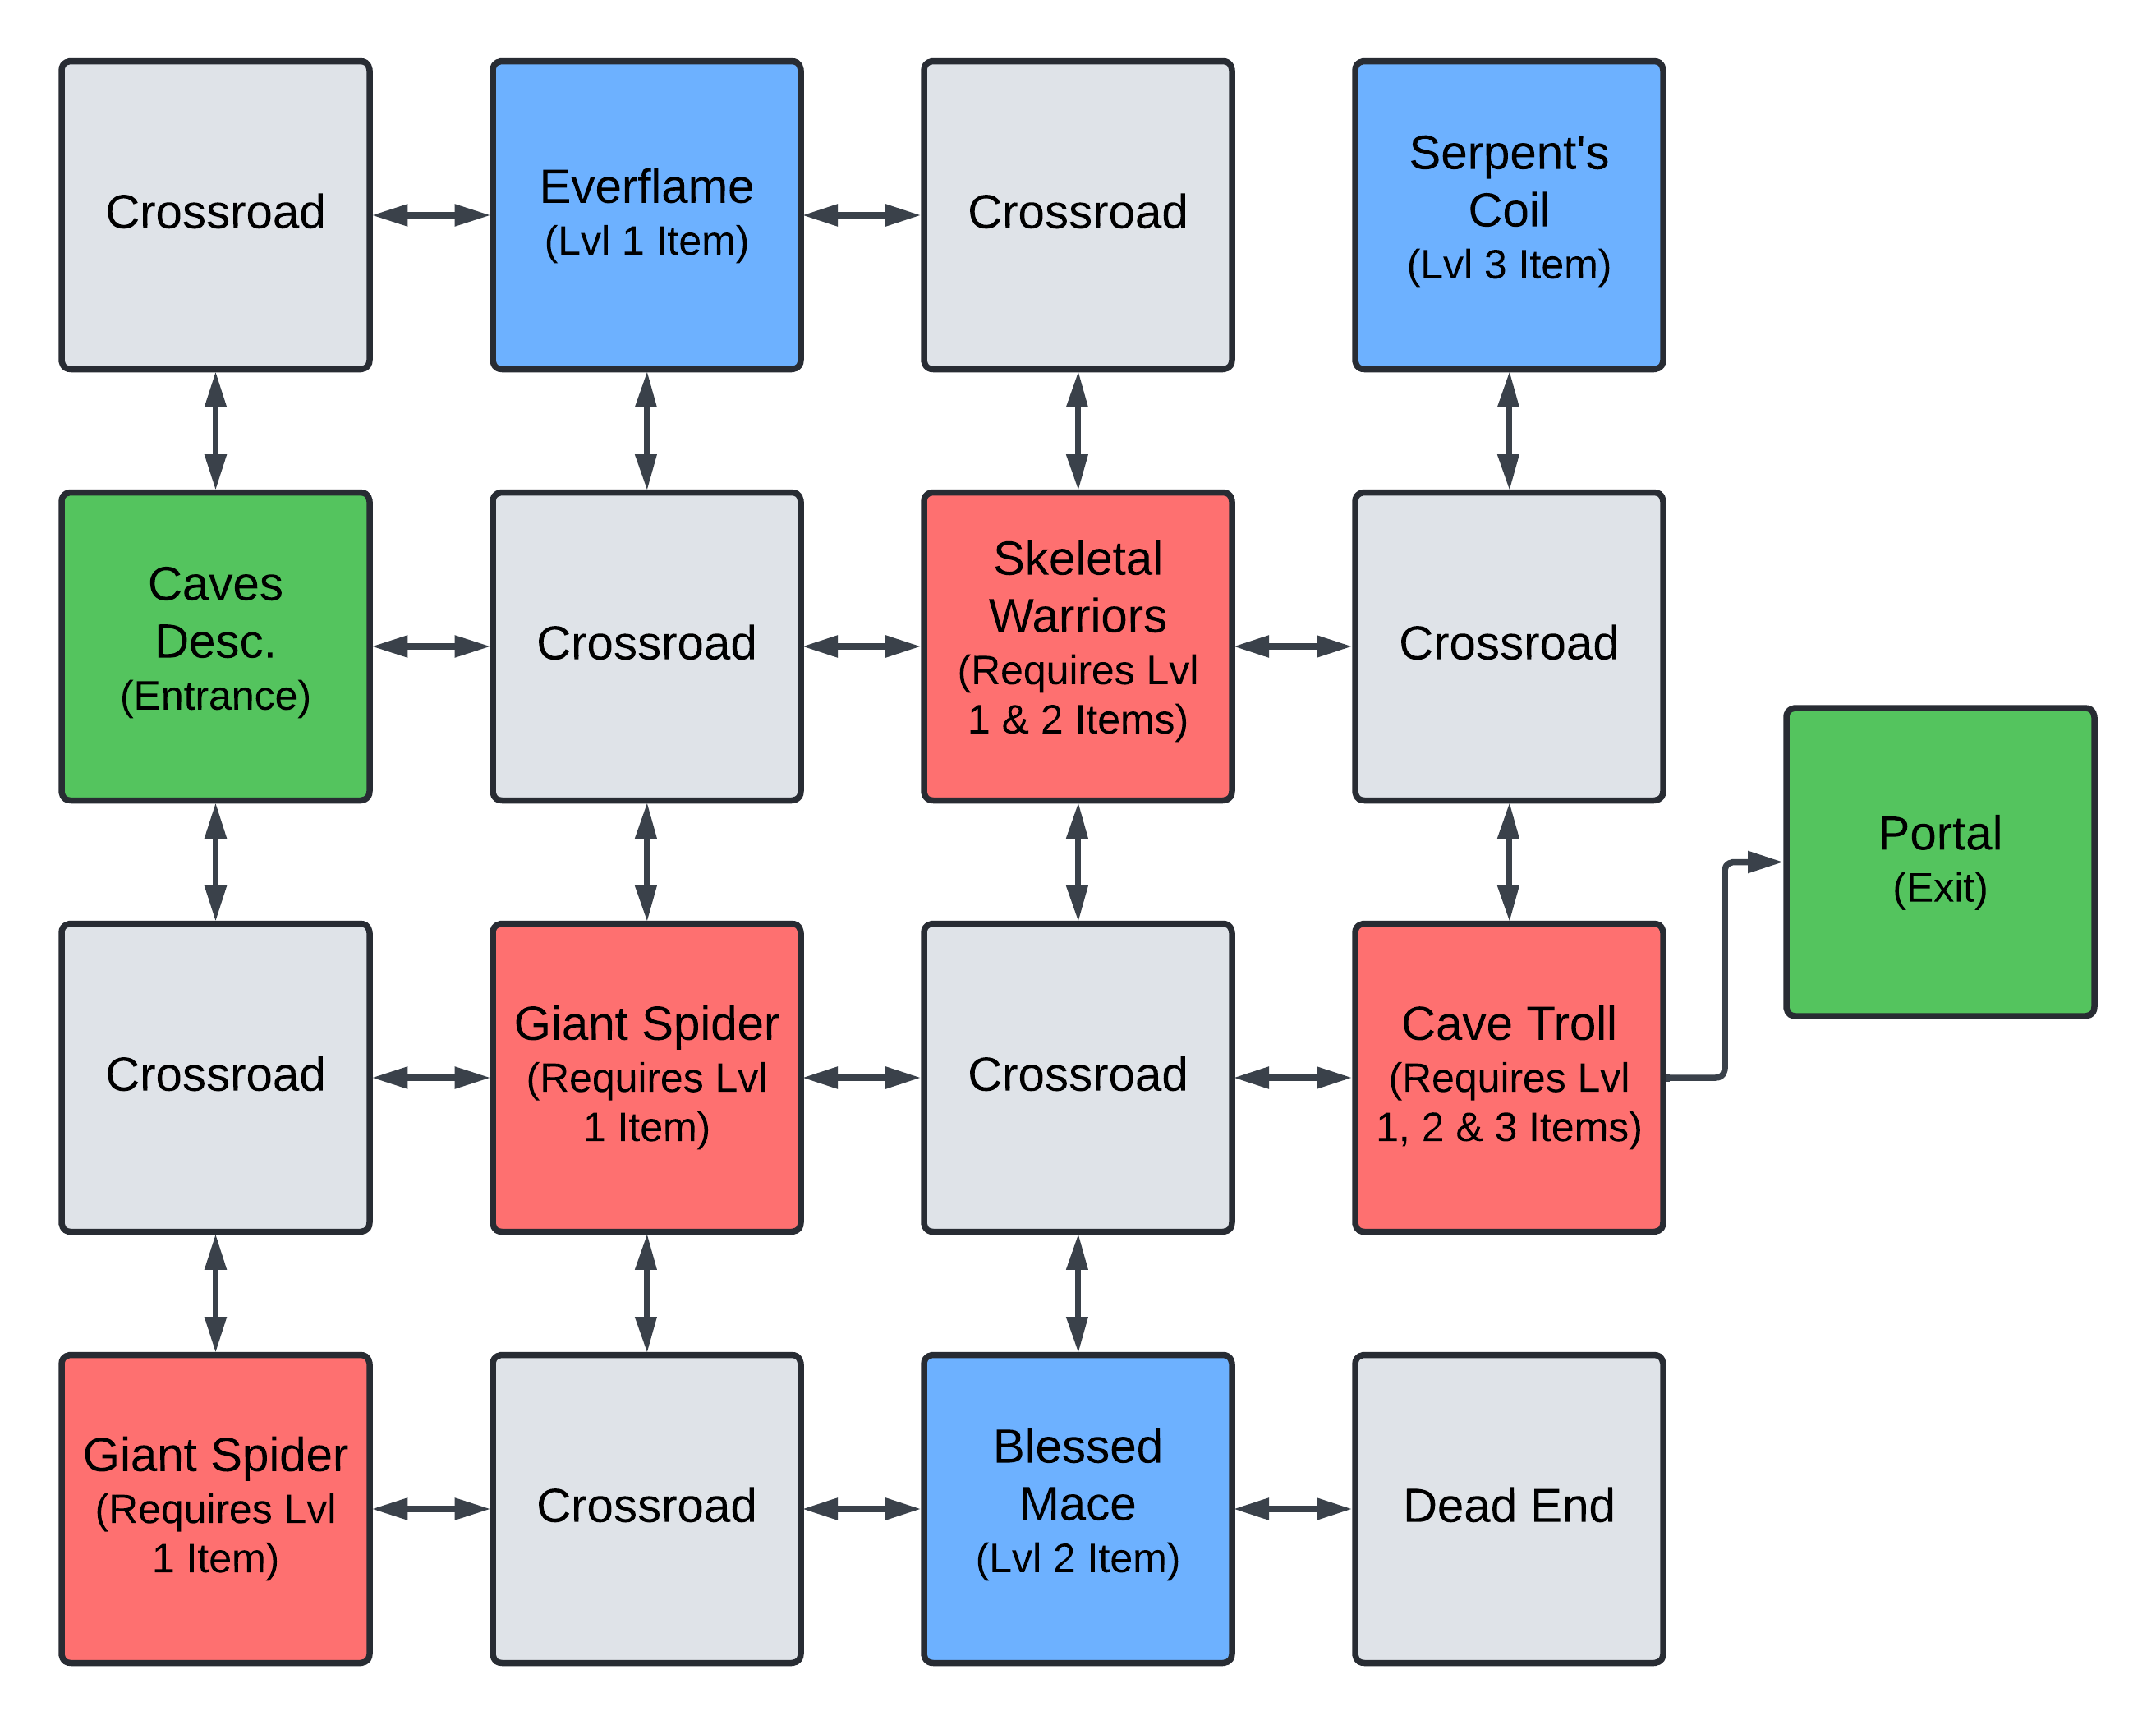 Crossroad
Everflame
(Lvl 1 Item)
Crossroad
Serpent's
Coil
(Lvl 3 Item)
Caves
Desc.
(Entrance)
Crossroad
Skeletal
Warriors
(Requires Lvl
1 & 2 Items)
Crossroad
Portal
(Exit)
Crossroad
Giant Spider
(Requires Lvl
1 Item)
Crossroad
Cave Troll
(Requires Lvl
1, 2 & 3 Items)
Giant Spider
(Requires Lvl
1 Item)
Crossroad
Blessed
Mace
(Lvl 2 Item)
Dead End